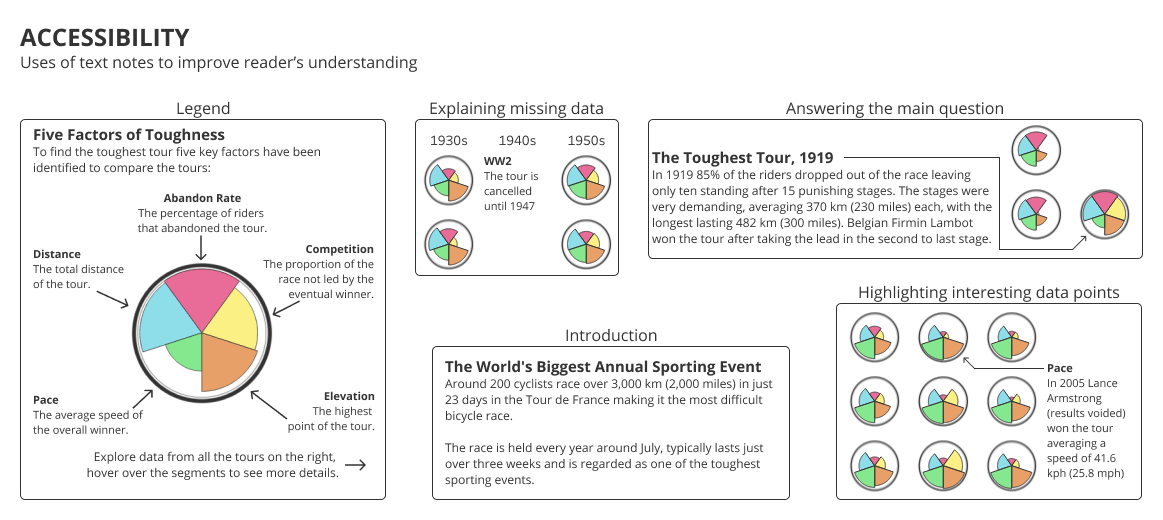 ACCESSIBILITY
Uses of text notes to improve reader's understanding
Legend
Five Factors of Toughness
To find the toughest tour five key factors have been
identified to compare the tours:
Abandon Rate
The percentage of riders
that abandoned the tour.
Distance
The total distance
of the tour.
Competition
The proportion of the
race not led by the
eventual winner.
Pace
The average speed of
the overall winner.
Elevation
The highest
point of the tour.
Explore data from all the tours on the right,
hover over the segments to see more details.
Explaining missing data
1930s 1940s 1950s
WW2
The tour is
cancelled
until 1947
Answering the main question
The Toughest Tour, 1919
In 1919 85% of the riders dropped out of the race leaving
only ten standing after 15 punishing stages. The stages were
very demanding, averaging 370 km (230 miles) each, with the
longest lasting 482 km (300 miles). Belgian Firmin Lambot
won the tour after taking the lead in the second to last stage.
Introduction
The World's Biggest Annual Sporting Event
Around 200 cyclists race over 3,000 km (2,000 miles) in just
23 days in the Tour de France making it the most difficult
bicycle race.
The race is held every year around July, typically lasts just
over three weeks and is regarded as one of the toughest
sporting events.
Highlighting interesting data points
Pace
In 2005 Lance
Armstrong
(results voided)
won the tour
averaging a
speed of 41.6
kph (25.8 mph)